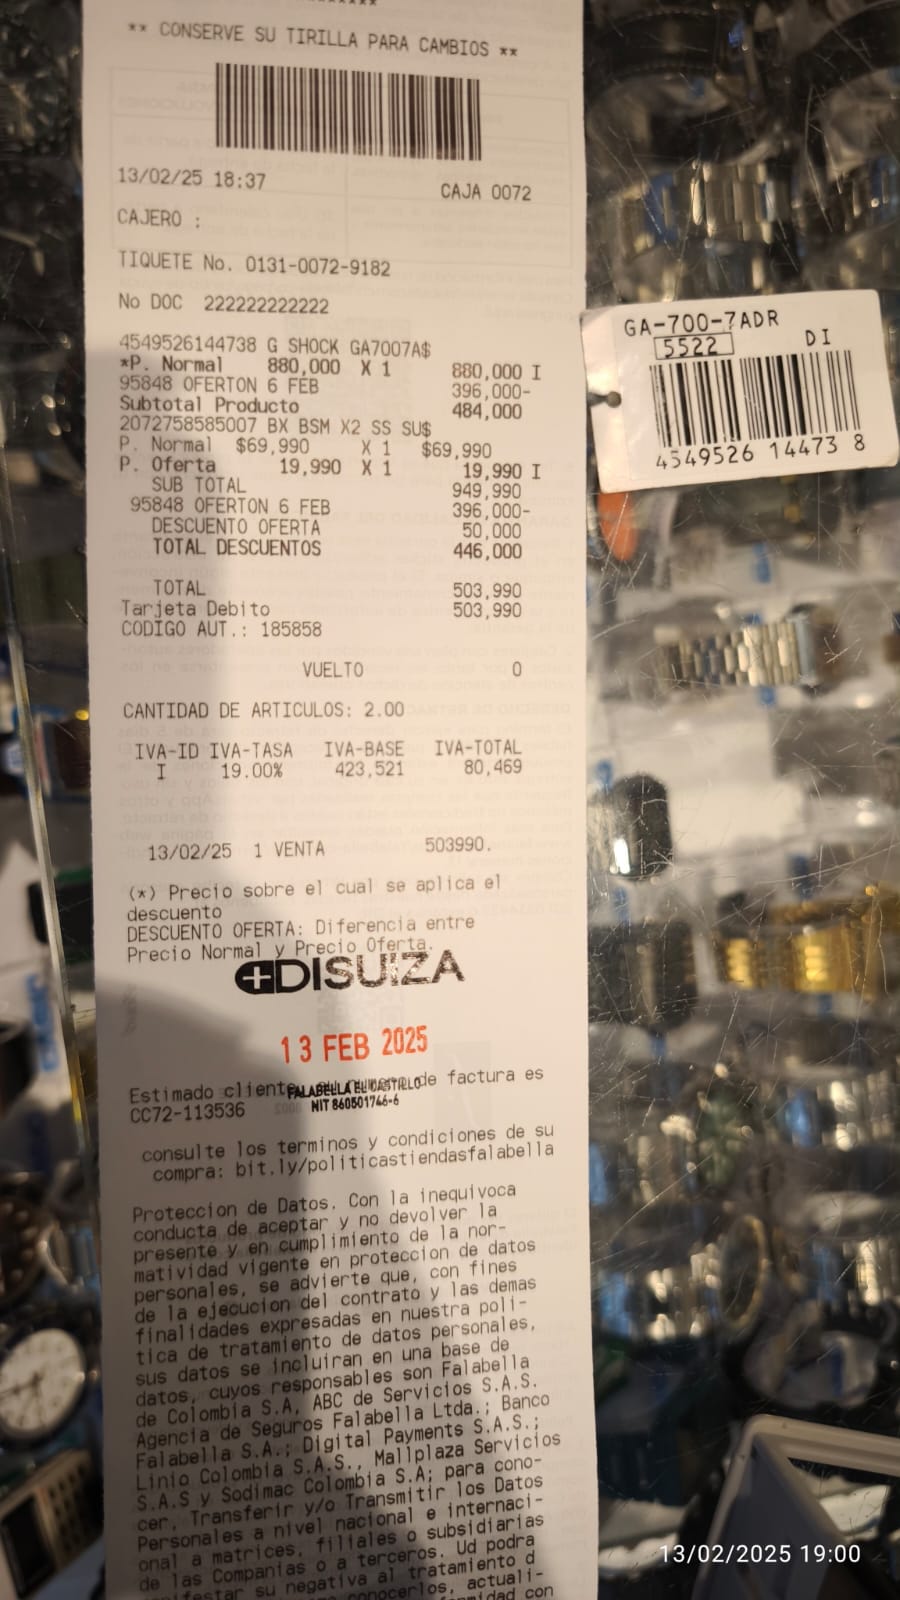 ** CONSERVE SU TIRILLA PARA CAMBIOS **
13/02/25 18:37 CAJA 0072
CAJERO :
TIQUETE No. 0131-0072-9182
No DOC 222222222222
4549526144738 G SHOCK GA7007A$
*P. Normal 880,000 X 1 880,000 I
95848 OFERTON 6 FEB 396,000-
Subtotal Producto 484,000
2072758585007 BX BSM X2 SS SU$
P. Normal $69,990 X 1 $69,990
P. Oferta 19,990 X 1 19,990 I
SUB TOTAL 949,990
95848 OFERTON 6 FEB 396,000-
DESCUENTO OFERTA 50,000
TOTAL DESCUENTOS 446,000
TOTAL 503,990
Tarjeta Debito 503,990
CODIGO AUT.: 185858
VUELTO 0
CANTIDAD DE ARTICULOS: 2.00
IVA-ID IVA-TASA IVA-BASE IVA-TOTAL
I 19.00% 423,521 80,469
13/02/25 1 VENTA 503990.
(*) Precio sobre el cual se aplica el
descuento
DESCUENTO OFERTA: Diferencia entre
Precio Normal y Precio Oferta.
DISUIZA
13 FEB 2025
Estimado cliente de factura es
FALABELLA EL CASTILLO
CC72-113536
NIT 860501746-6
consulte los terminos y condiciones de su
compra: bit.ly/politicastiendasfalabella
Proteccion de Datos. Con la inequivoca
conducta de aceptar y no devolver la
presente y en cumplimiento de la nor-
matividad vigente en proteccion de datos
personales, se advierte que, con fines
de la ejecucion del contrato y las demas
finalidades expresadas en nuestra poli-
tica de tratamiento de datos personales,
sus datos se incluiran en una base de
datos, cuyos responsables son Falabella
de Colombia S.A, ABC de Servicios S.A.S.
Agencia de Seguros Falabella Ltda.; Banco
Falabella S.A.; Digital Payments S.A.S.;
Linio Colombia S.A.S., Mallplaza Servicios
S.A.S y Sodimac Colombia S.A; para cono-
cer, Transferir y/o Transmitir los Datos
Personales a nivel nacional e internaci-
onal a matrices, filiales o subsidiarias
de las Companias o a terceros. Ud podra
su negativa al tratamiento d
conocerlos, actuali-
con
GA-700-7ADR
5522 DI
4549526 14473 8
13/02/2025 19:00